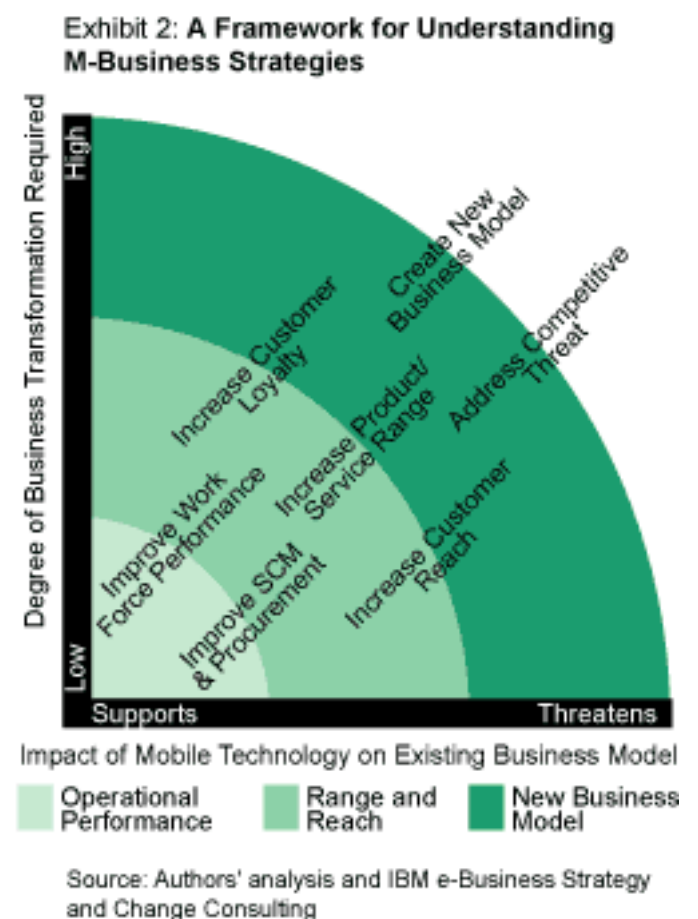 Exhibit 2: A Framework for Understanding
M-Business Strategies
Degree of Business Transformation Required
High
Low
Create New
Business Model
Address Competitive
Threat
Increase Customer
Loyalty
Increase Product/
Service Range
Increase Customer
Reach
Improve Work
Force Performance
Improve SCM
& Procurement
Supports
Threatens
Impact of Mobile Technology on Existing Business Model
Operational
Performance
Range and
Reach
New Business
Model
Source: Authors' analysis and IBM e-Business Strategy
and Change Consulting